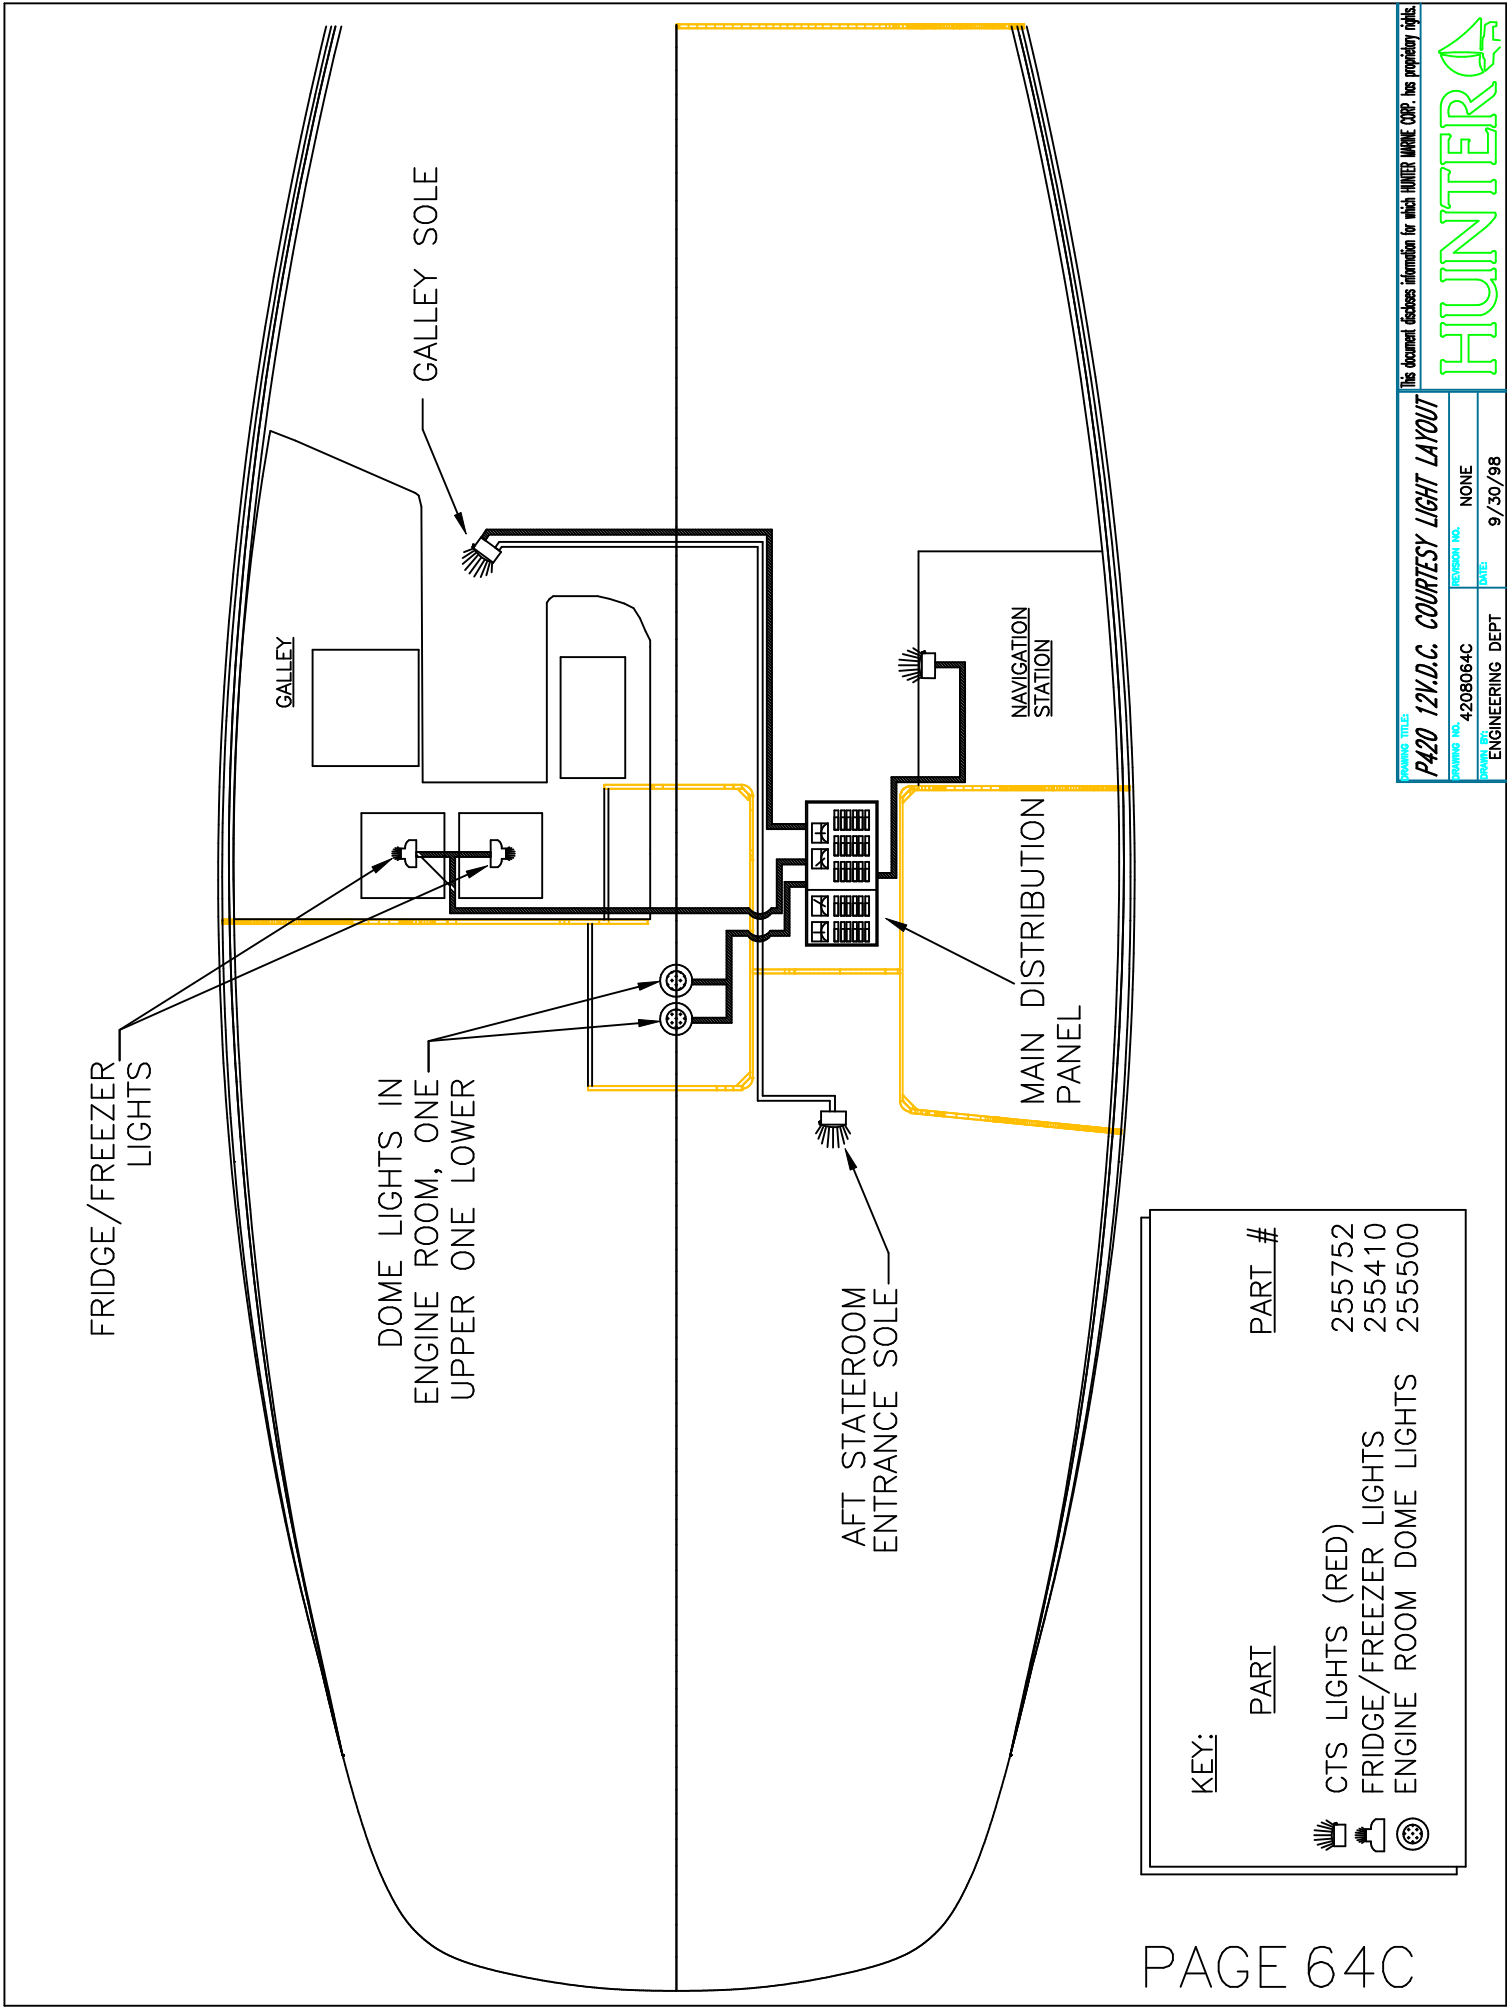 FRIDGE/FREEZER
LIGHTS
DOME LIGHTS IN
ENGINE ROOM, ONE
UPPER ONE LOWER
GALLEY SOLE
GALLEY
AFT STATEROOM
ENTRANCE SOLE
MAIN DISTRIBUTION
PANEL
NAVIGATION
STATION
KEY:
PART PART #
CTS LIGHTS (RED) 255752
FRIDGE/FREEZER LIGHTS 255410
ENGINE ROOM DOME LIGHTS 255500
PAGE 64C
DRAWING TITLE:
P420 12V.D.C. COURTESY LIGHT LAYOUT
DRAWING NO. 4208064C REVISION NO. NONE
DRAWN BY: ENGINEERING DEPT DATE: 9/30/98
This document discloses information for which HUNTER MARINE CORP. has proprietory rights.
HUNTER